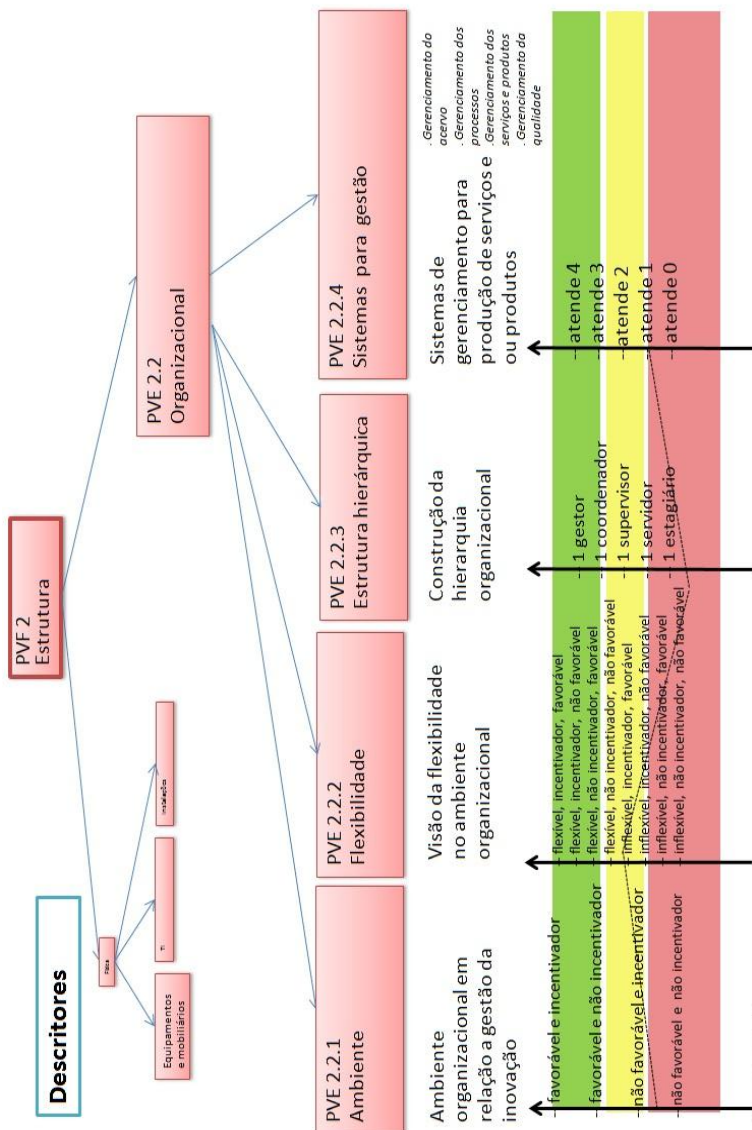 Descritores
PVF 2
Estrutura
Física
Equipamentos
e mobiliários
TI
Instalações
PVE 2.2
Organizacional
PVE 2.2.1
Ambiente
PVE 2.2.2
Flexibilidade
PVE 2.2.3
Estrutura hierárquica
PVE 2.2.4
Sistemas para gestão
Ambiente
organizacional em
relação a gestão da
inovação
Visão da flexibilidade
no ambiente
organizacional
Construção da
hierarquia
organizacional
Sistemas de
gerenciamento para
produção de serviços e
ou produtos
. Gerenciamento do
acervo
. Gerenciamento dos
processos
. Gerenciamento dos
serviços e produtos
. Gerenciamento da
qualidade
favorável e incentivador
favorável e não incentivador
não favorável e incentivador
não favorável e não incentivador
flexível, incentivador, favorável
flexível, incentivador, não favorável
flexível, não incentivador, favorável
flexível, não incentivador, não favorável
inflexível, incentivador, favorável
inflexível, incentivador, não favorável
inflexível, não incentivador, favorável
inflexível, não incentivador, não favorável
1 gestor
1 coordenador
1 supervisor
1 servidor
1 estagiário
atende 4
atende 3
atende 2
atende 1
atende 0